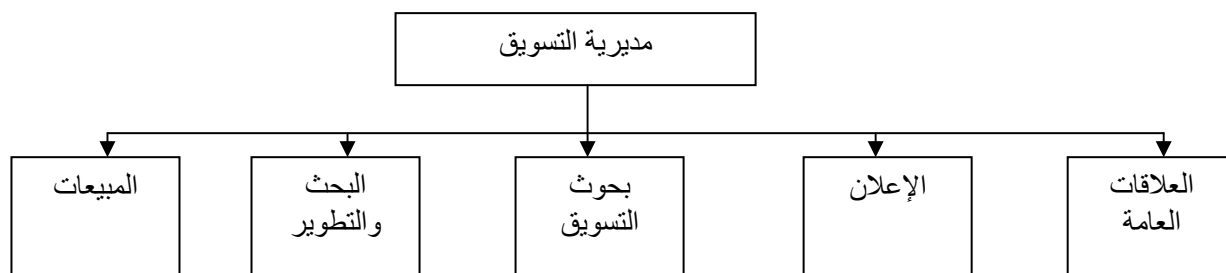 مديرية التسويق
العلاقات
العامة
الإعلان
بحوث
التسويق
البحث
والتطوير
المبيعات